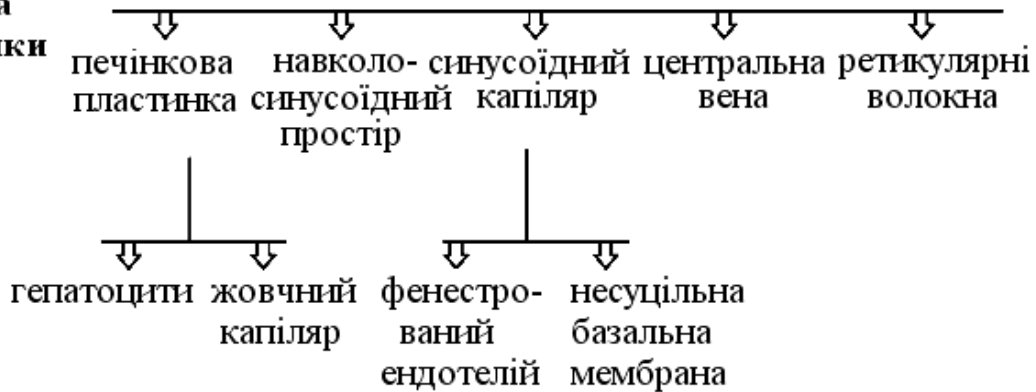 печінкова
пластинка
навколо-
синусоїдний
простір
синусоїдний
капіляр
центральна
вена
ретикулярні
волокна
гепатоцити
жовчний
капіляр
фенестро-
ваний
ендотелій
несуцільна
базальна
мембрана